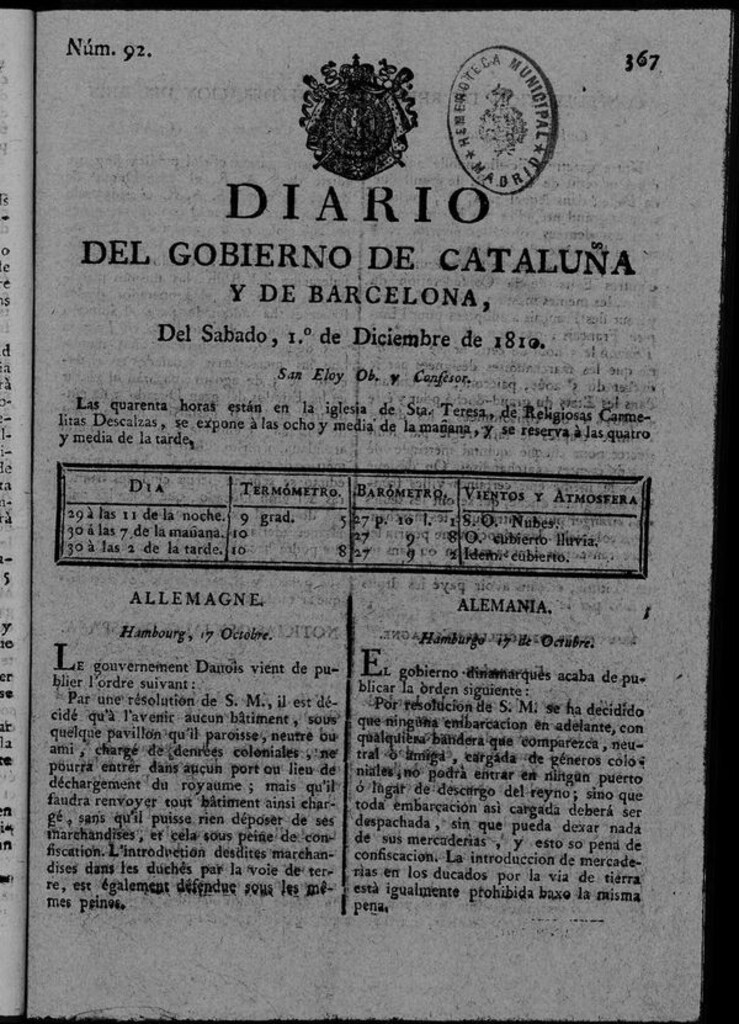 Núm. 92.
367
HEMEROTECA MUNICIPAL
MADRID
DIARIO
DEL GOBIERNO DE CATALUÑA
Y DE BARCELONA,
Del Sabado, 1.º de Diciembre de 1810.
San Eloy Ob. y Confesor.
Las quarenta horas están en la iglesia de Sta. Teresa, de Religiosas Carme-
litas Descalzas, se expone à las ocho y media de la mañana, y se reserva à las quatro
y media de la tarde,
DIA TERMÓMETRO. BARÓMETRO. VIENTOS Y ATMOSFERA
29 à las 11 de la noche. 9 grad. 5 27 p. 10 l. 1 S. O. Nubes.
30 á las 7 de la mañana. 10 27 9 8 O. cubierto lluvia.
30 à las 2 de la tarde. 10 8 27 9 2 Idem. cubierto.
ALLEMAGNE.
Hambourg, 17 Octobre.
LE gouvernement Danois vient de pu-
blier l'ordre suivant:
Par une résolution de S. M., il est dé-
cidé qu'à l'avenir aucun bâtiment, sous
quelque pavillon qu'il paroisse, neutre ou
ami, chargé de denrées coloniales, ne
pourra entrer dans aucun port ou lieu de
déchargement du royaume; mais qu'il
faudra renvoyer tout bâtiment ainsi char-
gé, sans qu'il puisse rien déposer de ses
marchandises, et cela sous peine de con-
fiscation. L'introduction desdites marchan-
dises dans les duchés par la voie de ter-
re, est également défendue sous les mê-
mes peines.
ALEMANIA.
Hamburgo 17 de Octubre.
EL gobierno dinamarqués acaba de pu-
blicar la òrden siguiente:
Por resolucion de S. M. se ha decidido
que ninguna embarcacion en adelante, con
qualquiera bandera que comparezca, neu-
tral ò amiga, cargada de géneros colo-
niales, no podrà entrar en ningun puerto
ò lugar de descargo del reyno; sino que
toda embarcacion asi cargada deberá ser
despachada, sin que pueda dexar nada
de sus mercaderias, y esto so pena de
confiscacion. La introduccion de mercade-
rias en los ducados por la via de tierra
está igualmente prohibida baxo la misma
pena.